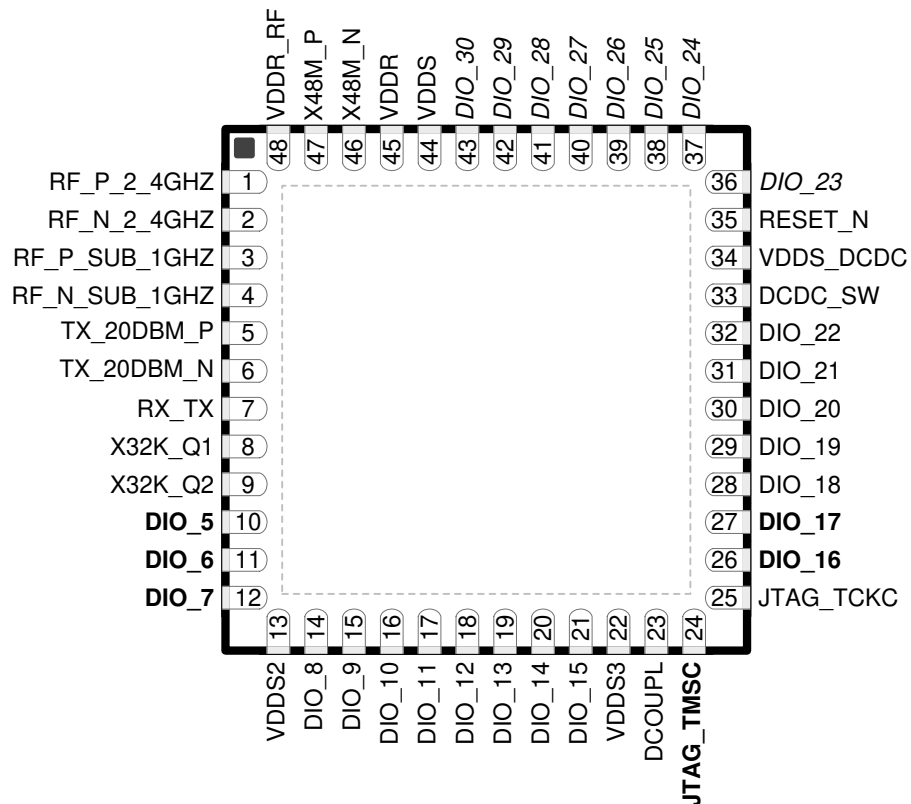 VDDR_RF
X48M_P
X48M_N
VDDR
VDDS
DIO_30
DIO_29
DIO_28
DIO_27
DIO_26
DIO_25
DIO_24
48
47
46
45
44
43
42
41
40
39
38
37
RF_P_2_4GHZ 1
RF_N_2_4GHZ 2
RF_P_SUB_1GHZ 3
RF_N_SUB_1GHZ 4
TX_20DBM_P 5
TX_20DBM_N 6
RX_TX 7
X32K_Q1 8
X32K_Q2 9
DIO_5 10
DIO_6 11
DIO_7 12
36 DIO_23
35 RESET_N
34 VDDS_DCDC
33 DCDC_SW
32 DIO_22
31 DIO_21
30 DIO_20
29 DIO_19
28 DIO_18
27 DIO_17
26 DIO_16
25 JTAG_TCKC
13
14
15
16
17
18
19
20
21
22
23
24
VDDS2
DIO_8
DIO_9
DIO_10
DIO_11
DIO_12
DIO_13
DIO_14
DIO_15
VDDS3
DCOUPL
JTAG_TMSC